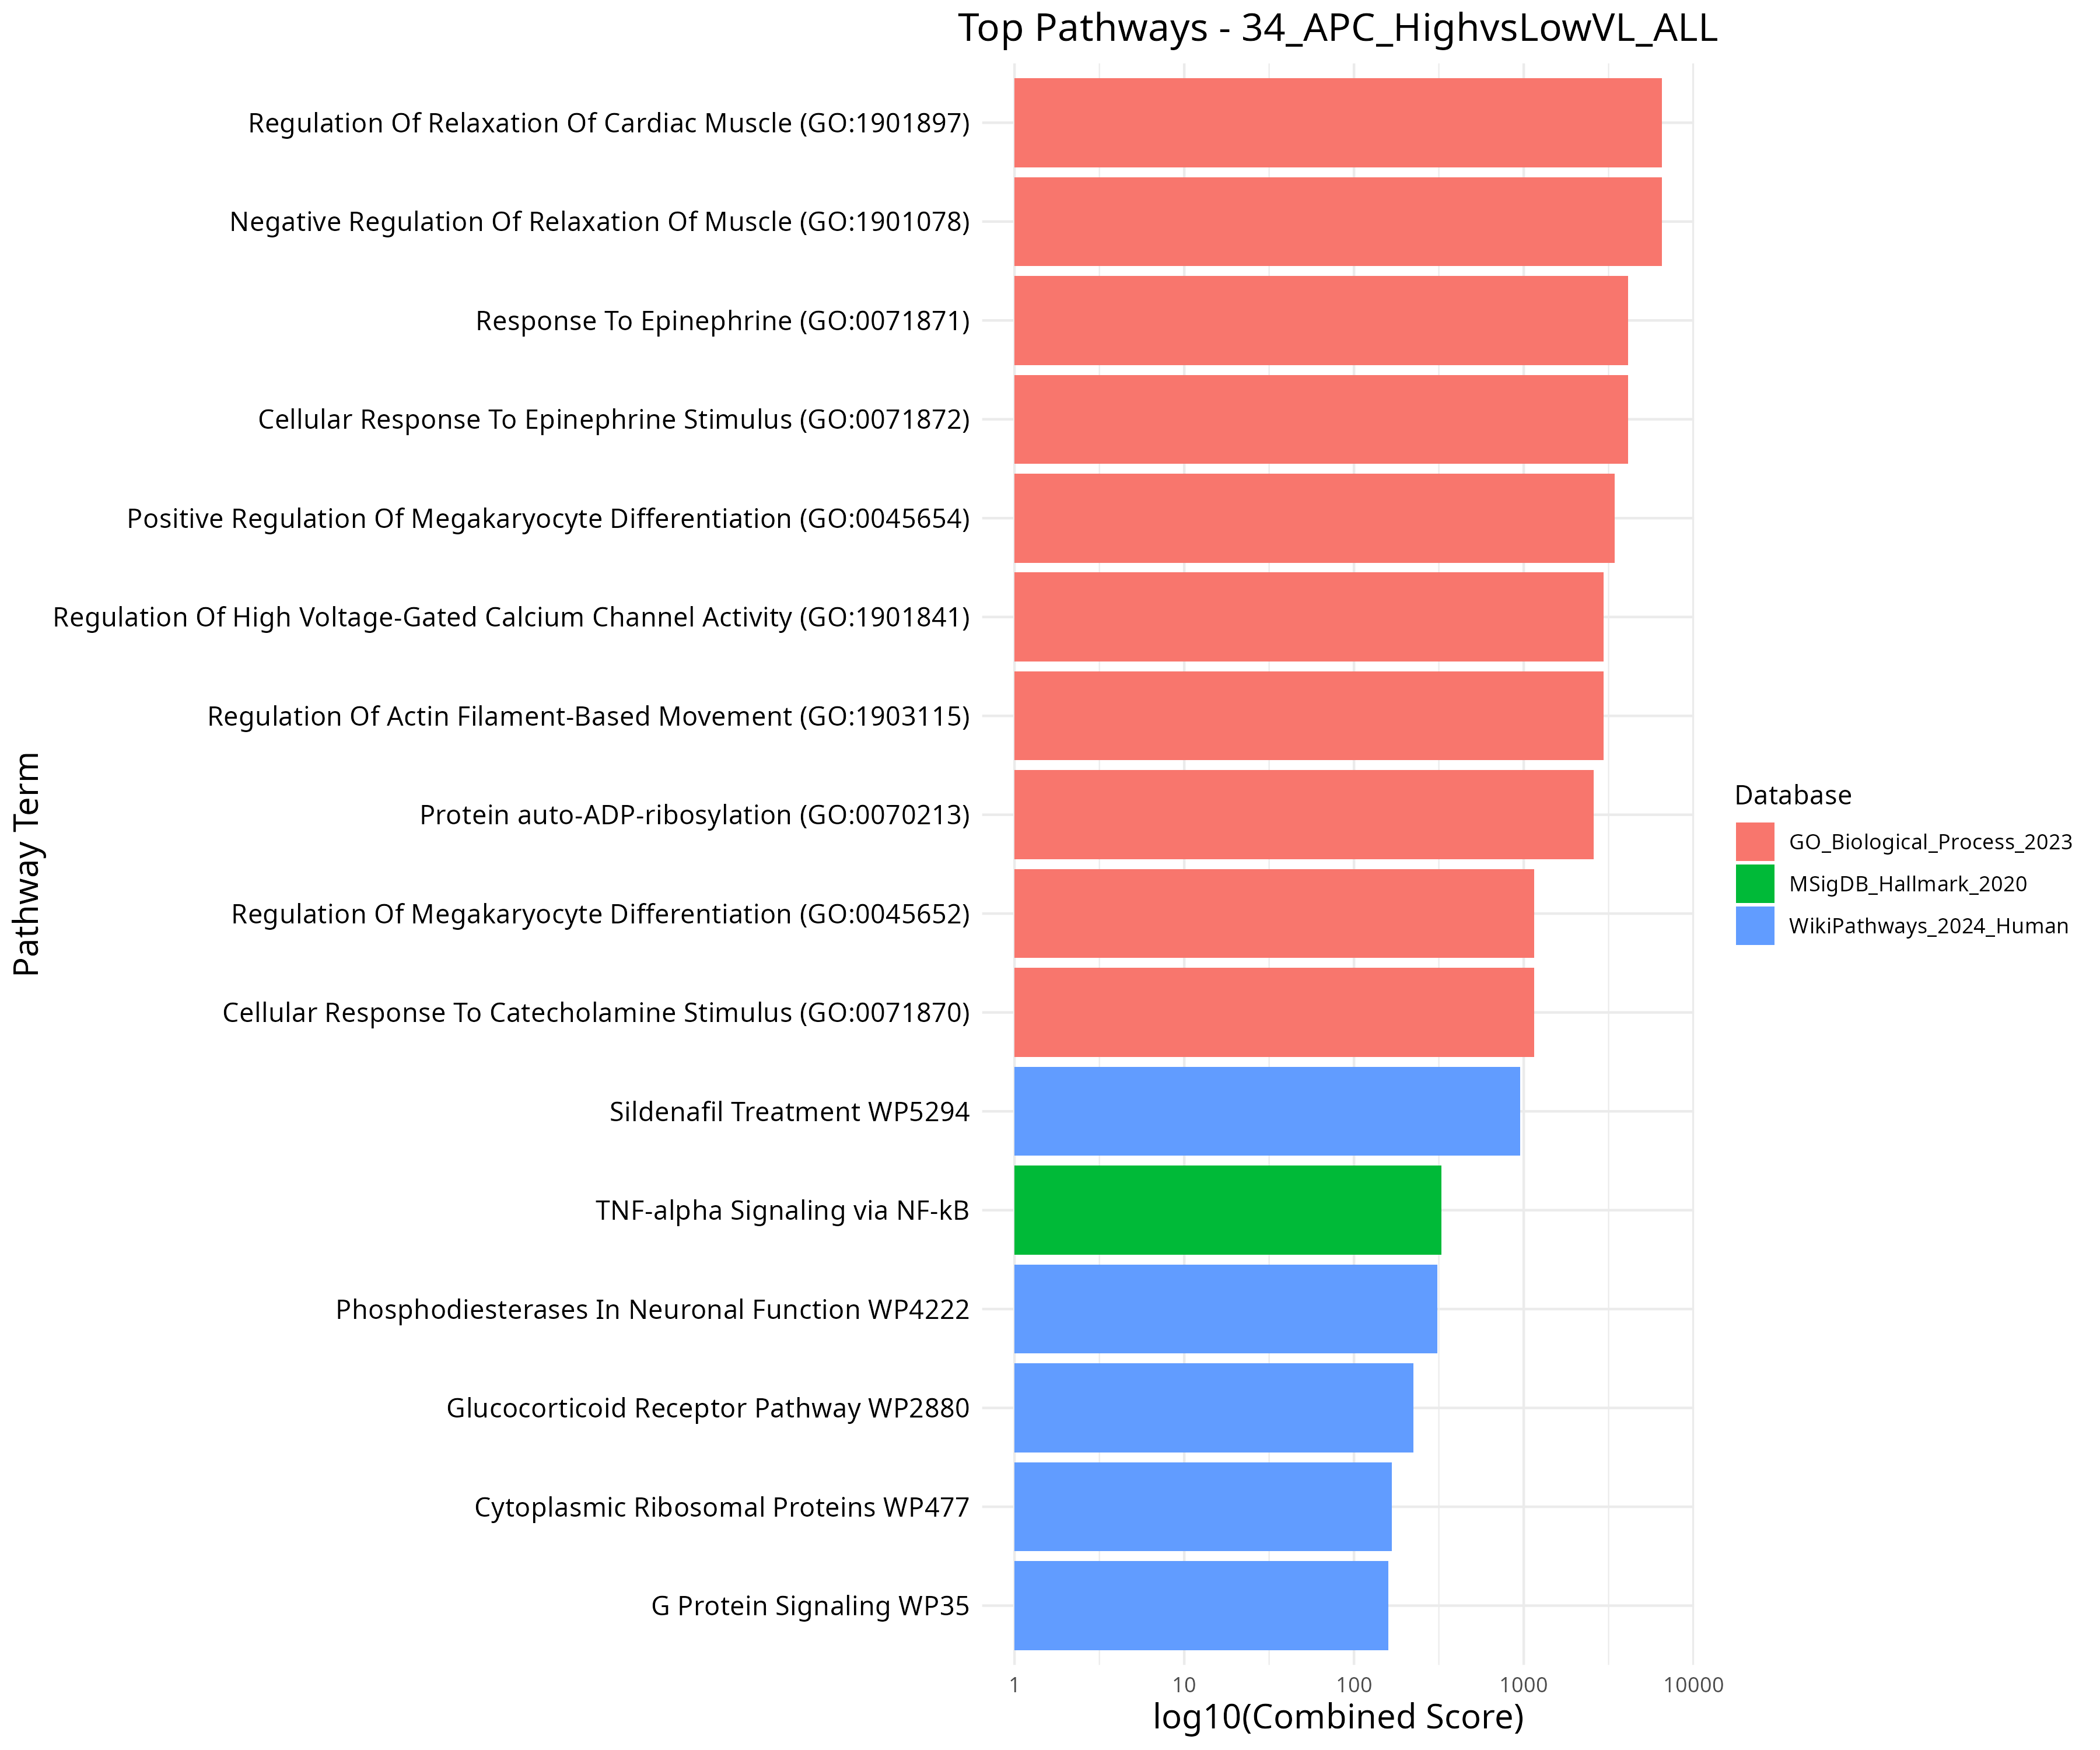 Top Pathways - 34_APC_HighvsLowVL_ALL
Pathway Term
Regulation Of Relaxation Of Cardiac Muscle (GO:1901897)
Negative Regulation Of Relaxation Of Muscle (GO:1901078)
Response To Epinephrine (GO:0071871)
Cellular Response To Epinephrine Stimulus (GO:0071872)
Positive Regulation Of Megakaryocyte Differentiation (GO:0045654)
Regulation Of High Voltage-Gated Calcium Channel Activity (GO:1901841)
Regulation Of Actin Filament-Based Movement (GO:1903115)
Protein auto-ADP-ribosylation (GO:0070213)
Regulation Of Megakaryocyte Differentiation (GO:0045652)
Cellular Response To Catecholamine Stimulus (GO:0071870)
Sildenafil Treatment WP5294
TNF-alpha Signaling via NF-kB
Phosphodiesterases In Neuronal Function WP4222
Glucocorticoid Receptor Pathway WP2880
Cytoplasmic Ribosomal Proteins WP477
G Protein Signaling WP35
1 10 100 1000 10000
log10(Combined Score)
Database
GO_Biological_Process_2023
MSigDB_Hallmark_2020
WikiPathways_2024_Human